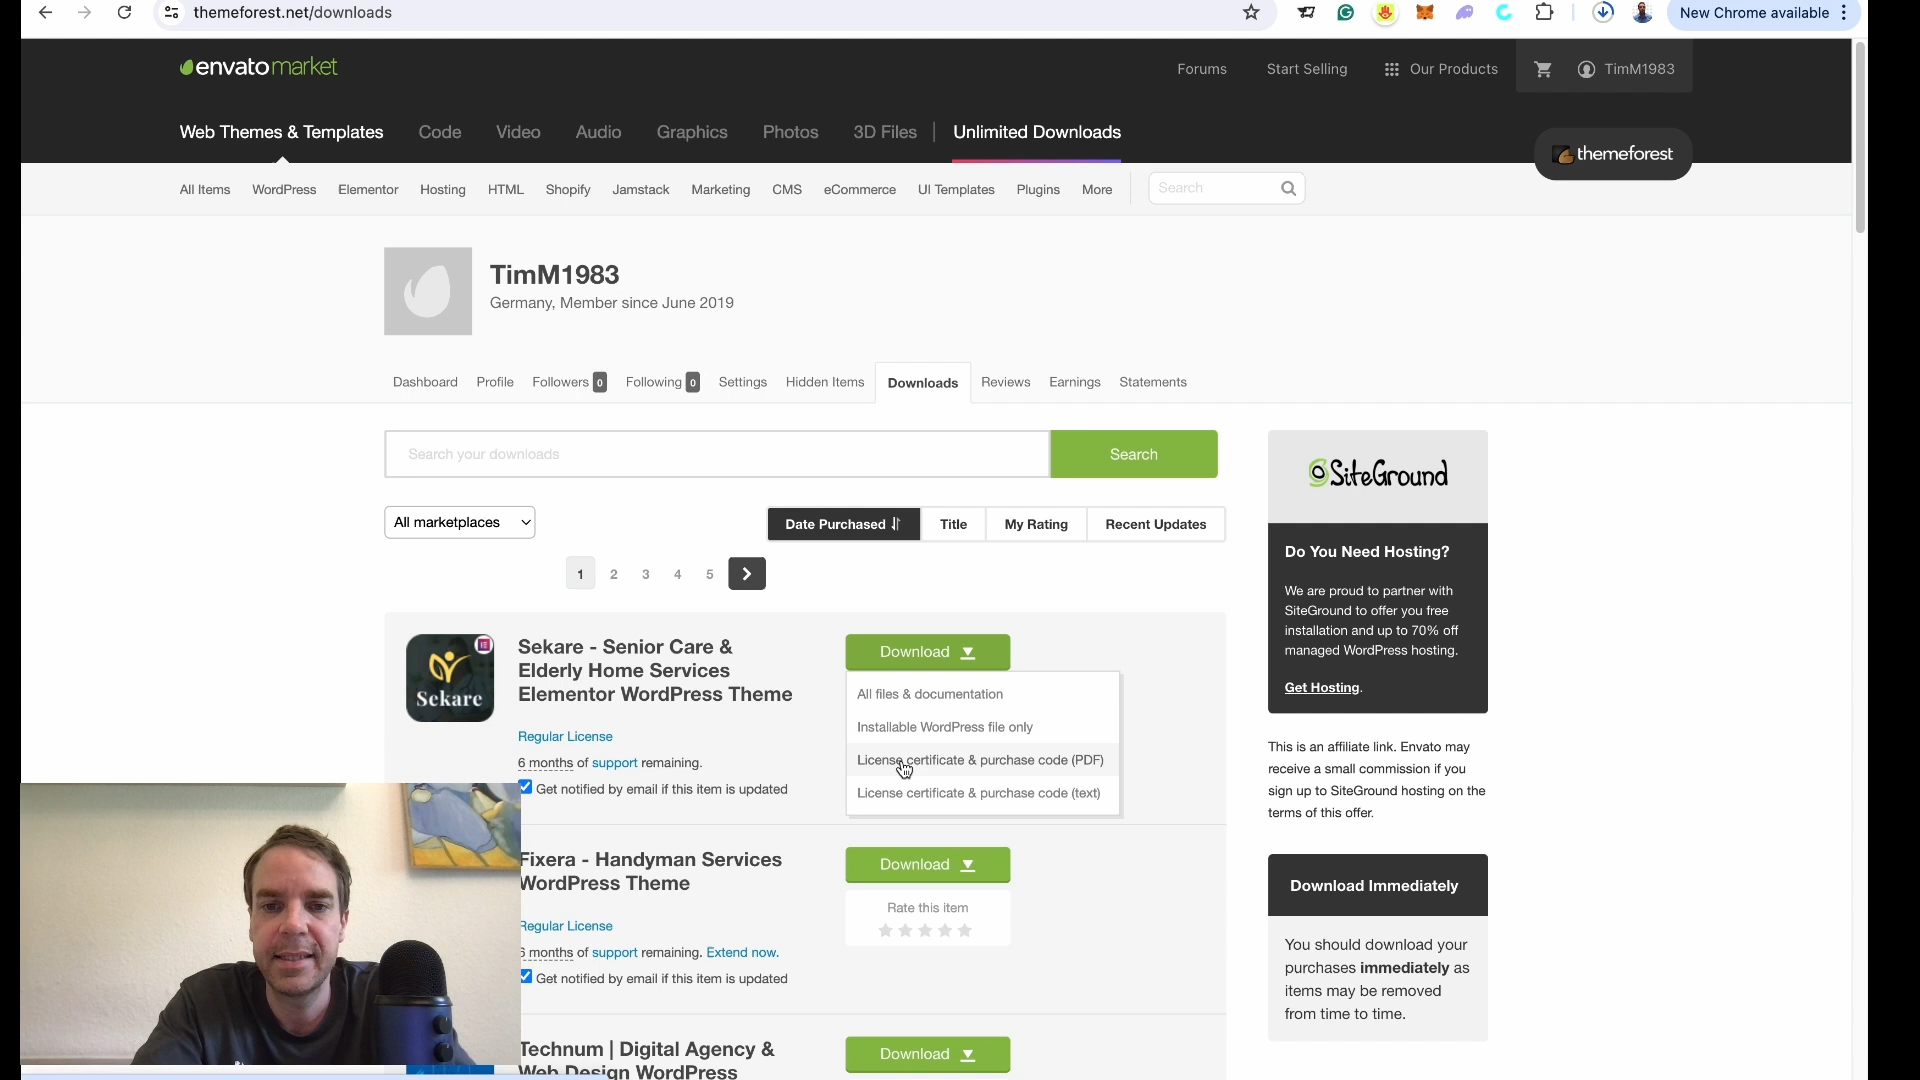 themeforest.net/downloads
New Chrome available
envatomarket
Forums
Start Selling
Our Products
TimM1983
Web Themes & Templates
Code
Video
Audio
Graphics
Photos
3D Files
Unlimited Downloads
themeforest
All Items
WordPress
Elementor
Hosting
HTML
Shopify
Jamstack
Marketing
CMS
eCommerce
UI Templates
Plugins
More
Search
TimM1983
Germany, Member since June 2019
Dashboard
Profile
Followers 0
Following 0
Settings
Hidden Items
Downloads
Reviews
Earnings
Statements
Search your downloads
Search
All marketplaces
Date Purchased
Title
My Rating
Recent Updates
1
2
3
4
5
Sekare
Sekare - Senior Care &
Elderly Home Services
Elementor WordPress Theme
Regular License
6 months of support remaining.
Get notified by email if this item is updated
Download
All files & documentation
Installable WordPress file only
License certificate & purchase code (PDF)
License certificate & purchase code (text)
Fixera - Handyman Services
WordPress Theme
Regular License
6 months of support remaining. Extend now.
Get notified by email if this item is updated
Download
Rate this item
Technum | Digital Agency &
Web Design WordPress
Download
SiteGround
Do You Need Hosting?
We are proud to partner with
SiteGround to offer you free
installation and up to 70% off
managed WordPress hosting.
Get Hosting.
This is an affiliate link. Envato may
receive a small commission if you
sign up to SiteGround hosting on the
terms of this offer.
Download Immediately
You should download your
purchases immediately as
items may be removed
from time to time.